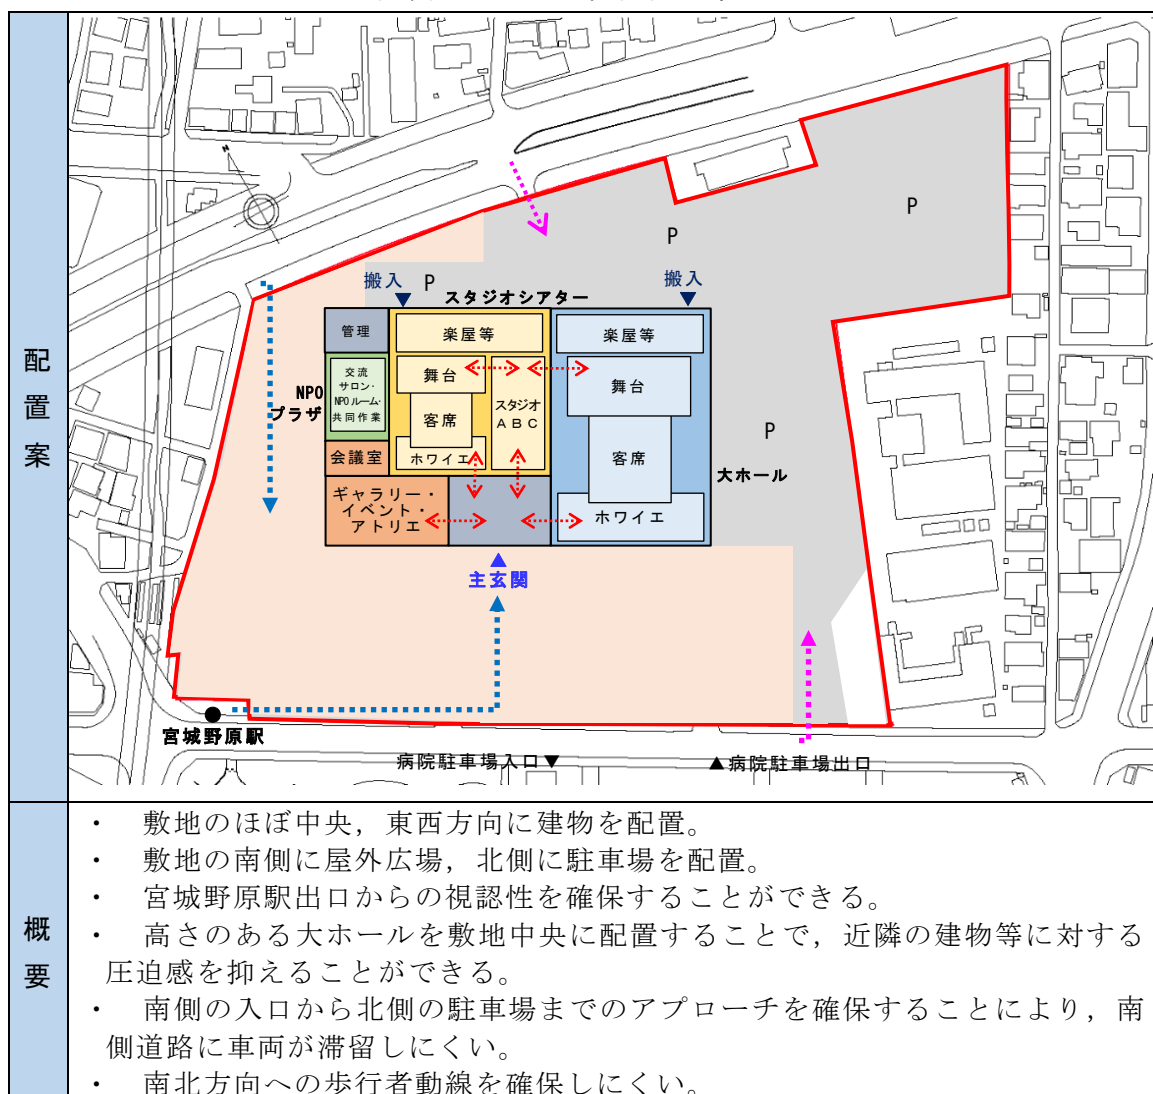 配置案
N
P
P
搬入
P
搬入
スタジオシアター
管理
楽屋等
楽屋等
NPO
プラザ
交流
サロン・
NPOルーム・
共同作業
舞台
スタジオ
ABC
舞台
客席
P
客席
大ホール
会議室
ホワイエ
ギャラリー・
イベント・
アトリエ
ホワイエ
主玄関
宮城野原駅
病院駐車場入口▼
▲病院駐車場出口
概要
・ 敷地のほぼ中央，東西方向に建物を配置。
・ 敷地の南側に屋外広場，北側に駐車場を配置。
・ 宮城野原駅出口からの視認性を確保することができる。
・ 高さのある大ホールを敷地中央に配置することで，近隣の建物等に対する
圧迫感を抑えることができる。
・ 南側の入口から北側の駐車場までのアプローチを確保することにより，南
側道路に車両が滞留しにくい。
・ 南北方向への歩行者動線を確保しにくい。